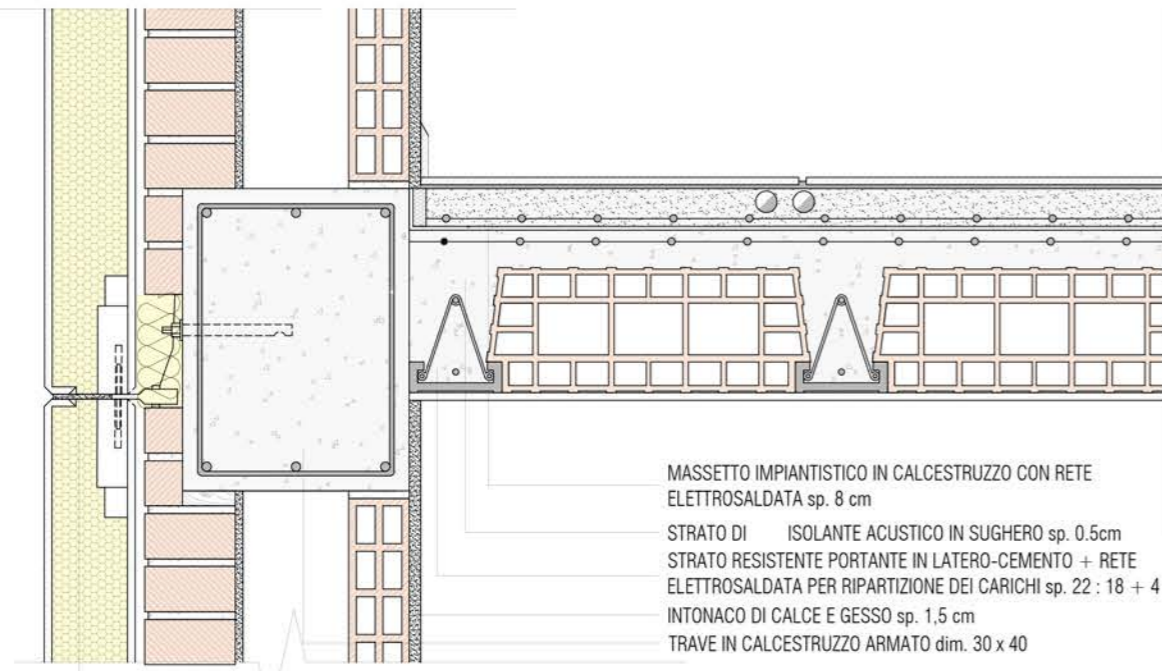 MASSETTO IMPIANTISTICO IN CALCESTRUZZO CON RETE
ELETTROSALDATA sp. 8 cm
STRATO DI ISOLANTE ACUSTICO IN SUGHERO sp. 0.5cm
STRATO RESISTENTE PORTANTE IN LATERO-CEMENTO + RETE
ELETTROSALDATA PER RIPARTIZIONE DEI CARICHI sp. 22 : 18 + 4
INTONACO DI CALCE E GESSO sp. 1,5 cm
TRAVE IN CALCESTRUZZO ARMATO dim. 30 x 40